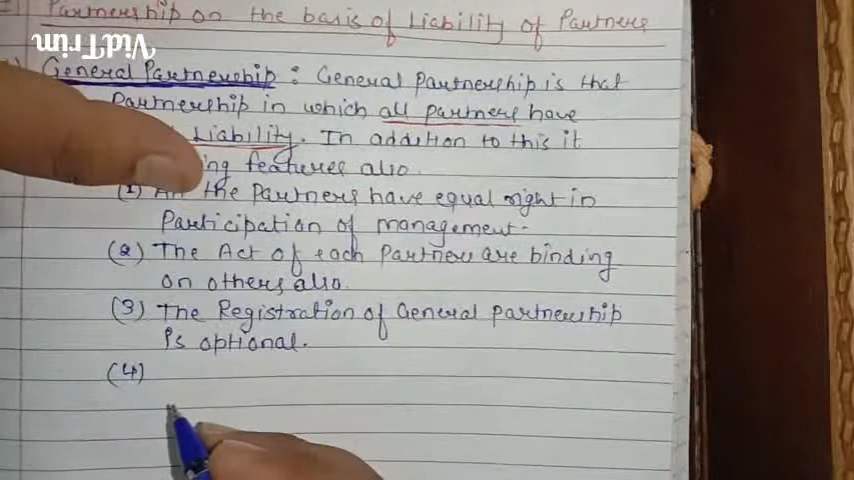 Partnership on the basis of Liability of Partners
VidTrim
General Partnership : General Partnership is that
Partnership in which all partners have
Liability. In addition to this it
features also.
(1) All the Partners have equal right in
Participation of management.
(2) The Act of each Partners are binding
on others also.
(3) The Registration of General partnership
is optional.
(4)